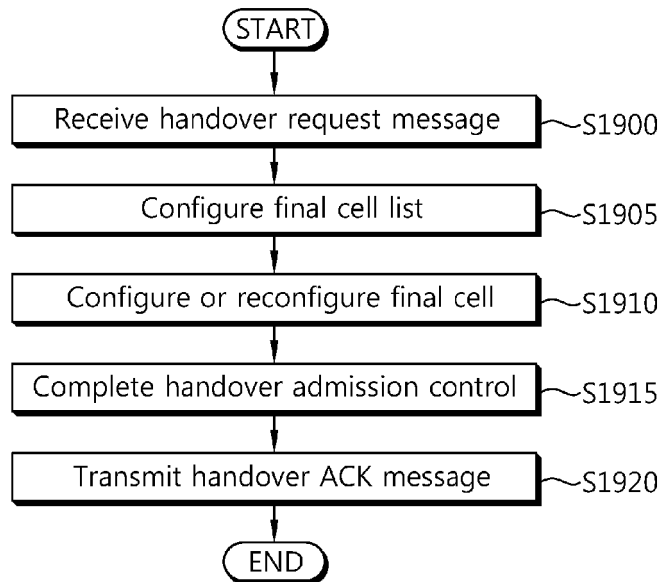 START
Receive handover request message S1900
Configure final cell list S1905
Configure or reconfigure final cell S1910
Complete handover admission control S1915
Transmit handover ACK message S1920
END